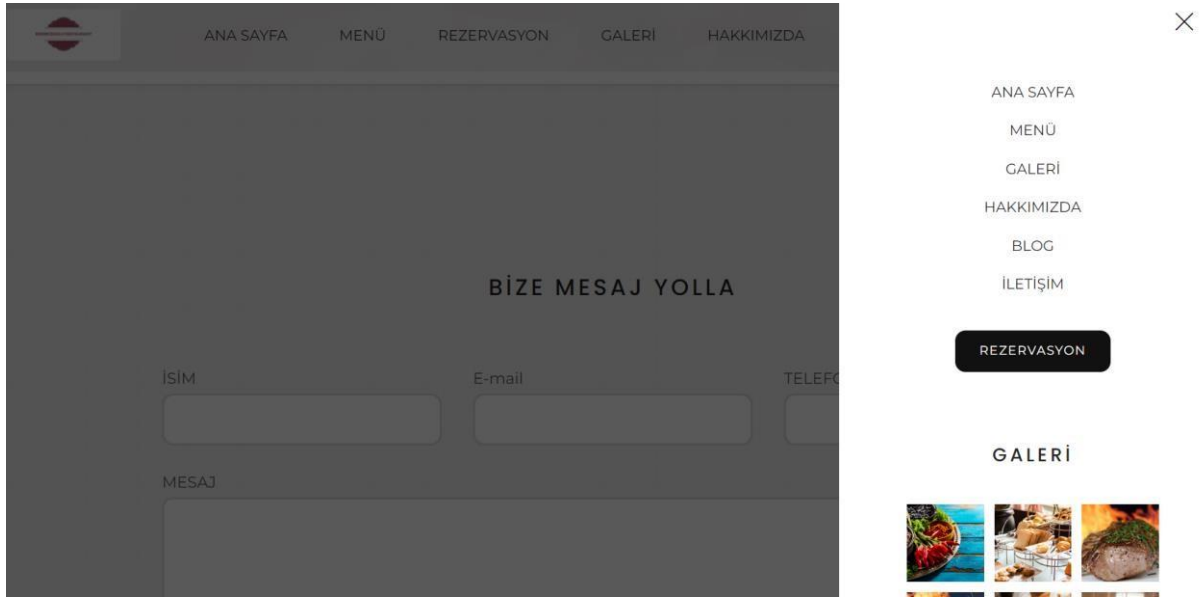 ANA SAYFA MENÜ REZERVASYON GALERİ HAKKIMIZDA
BİZE MESAJ YOLLA
İSİM E-mail
MESAJ
ANA SAYFA
MENÜ
GALERİ
HAKKIMIZDA
BLOG
İLETİŞİM
REZERVASYON
GALERİ